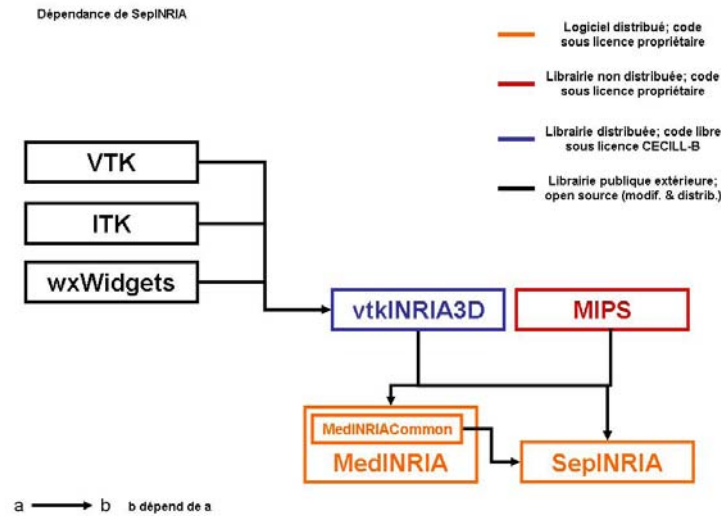 Dépendance de SepINRIA
Logiciel distribué; code
sous licence propriétaire
Librairie non distribuée; code
sous licence propriétaire
Librairie distribuée; code libre
sous licence CECILL-B
Librairie publique extérieure;
open source (modif. & distrib.)
VTK
ITK
wxWidgets
vtkINRIA3D
MIPS
MedINRIACommon
MedINRIA
SepINRIA
a b b dépend de a